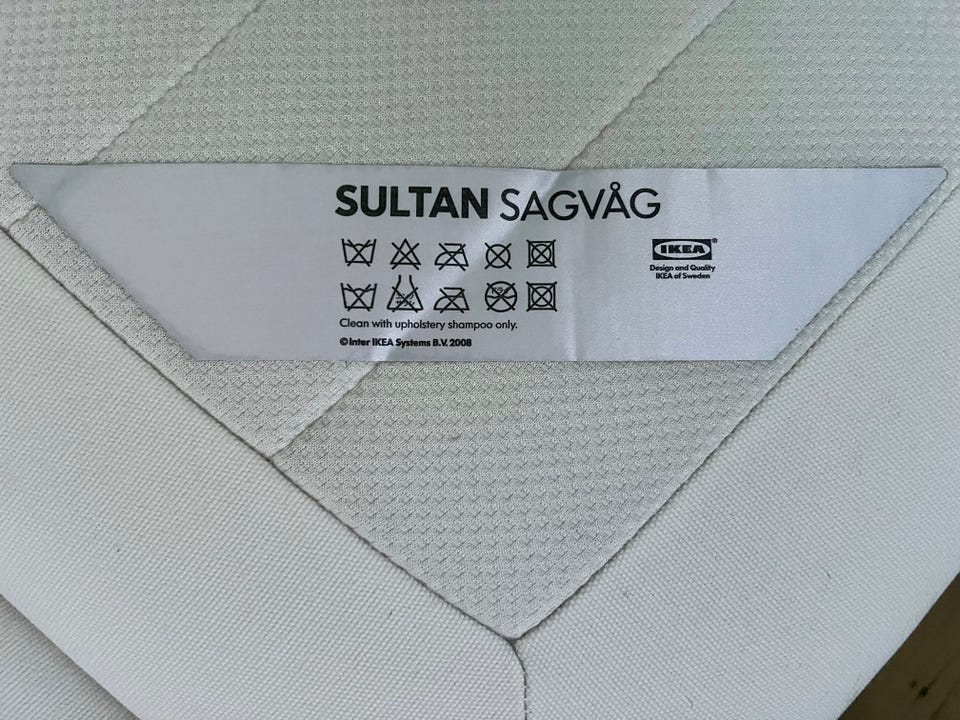 SULTAN SAGVÅG
IKEA®
Design and Quality
IKEA of Sweden
Clean with upholstery shampoo only.
©Inter IKEA Systems B.V. 2008